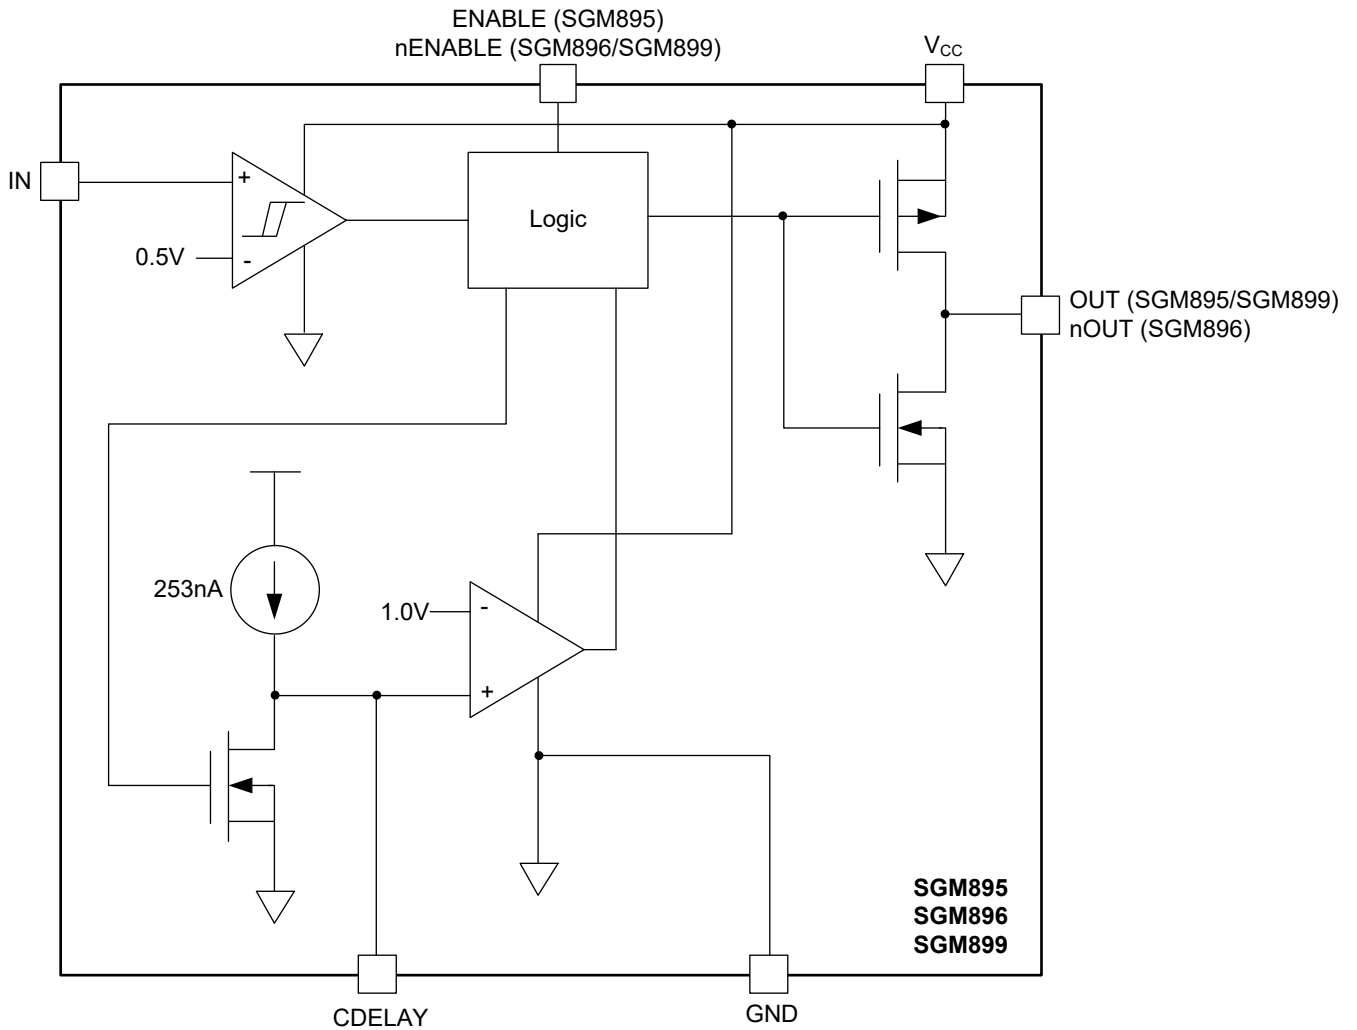 ENABLE (SGM895)
nENABLE (SGM896/SGM899)
VCC
IN
+
0.5V
-
Logic
OUT (SGM895/SGM899)
nOUT (SGM896)
253nA
1.0V
-
+
SGM895
SGM896
SGM899
CDELAY
GND